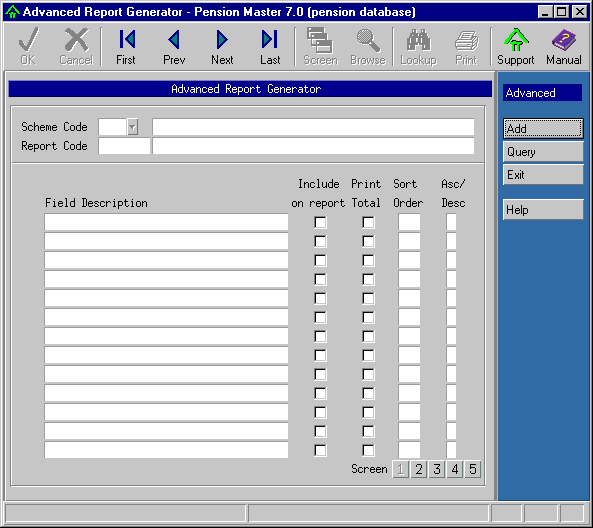 Advanced Report Generator - Pension Master 7.0 (pension database)
OK Cancel First Prev Next Last Screen Browse Lookup Print Support Manual
Advanced Report Generator
Advanced
Scheme Code
Report Code
Add
Query
Exit
Help
Include Print Sort Asc/
Field Description on report Total Order Desc
Screen 1 2 3 4 5